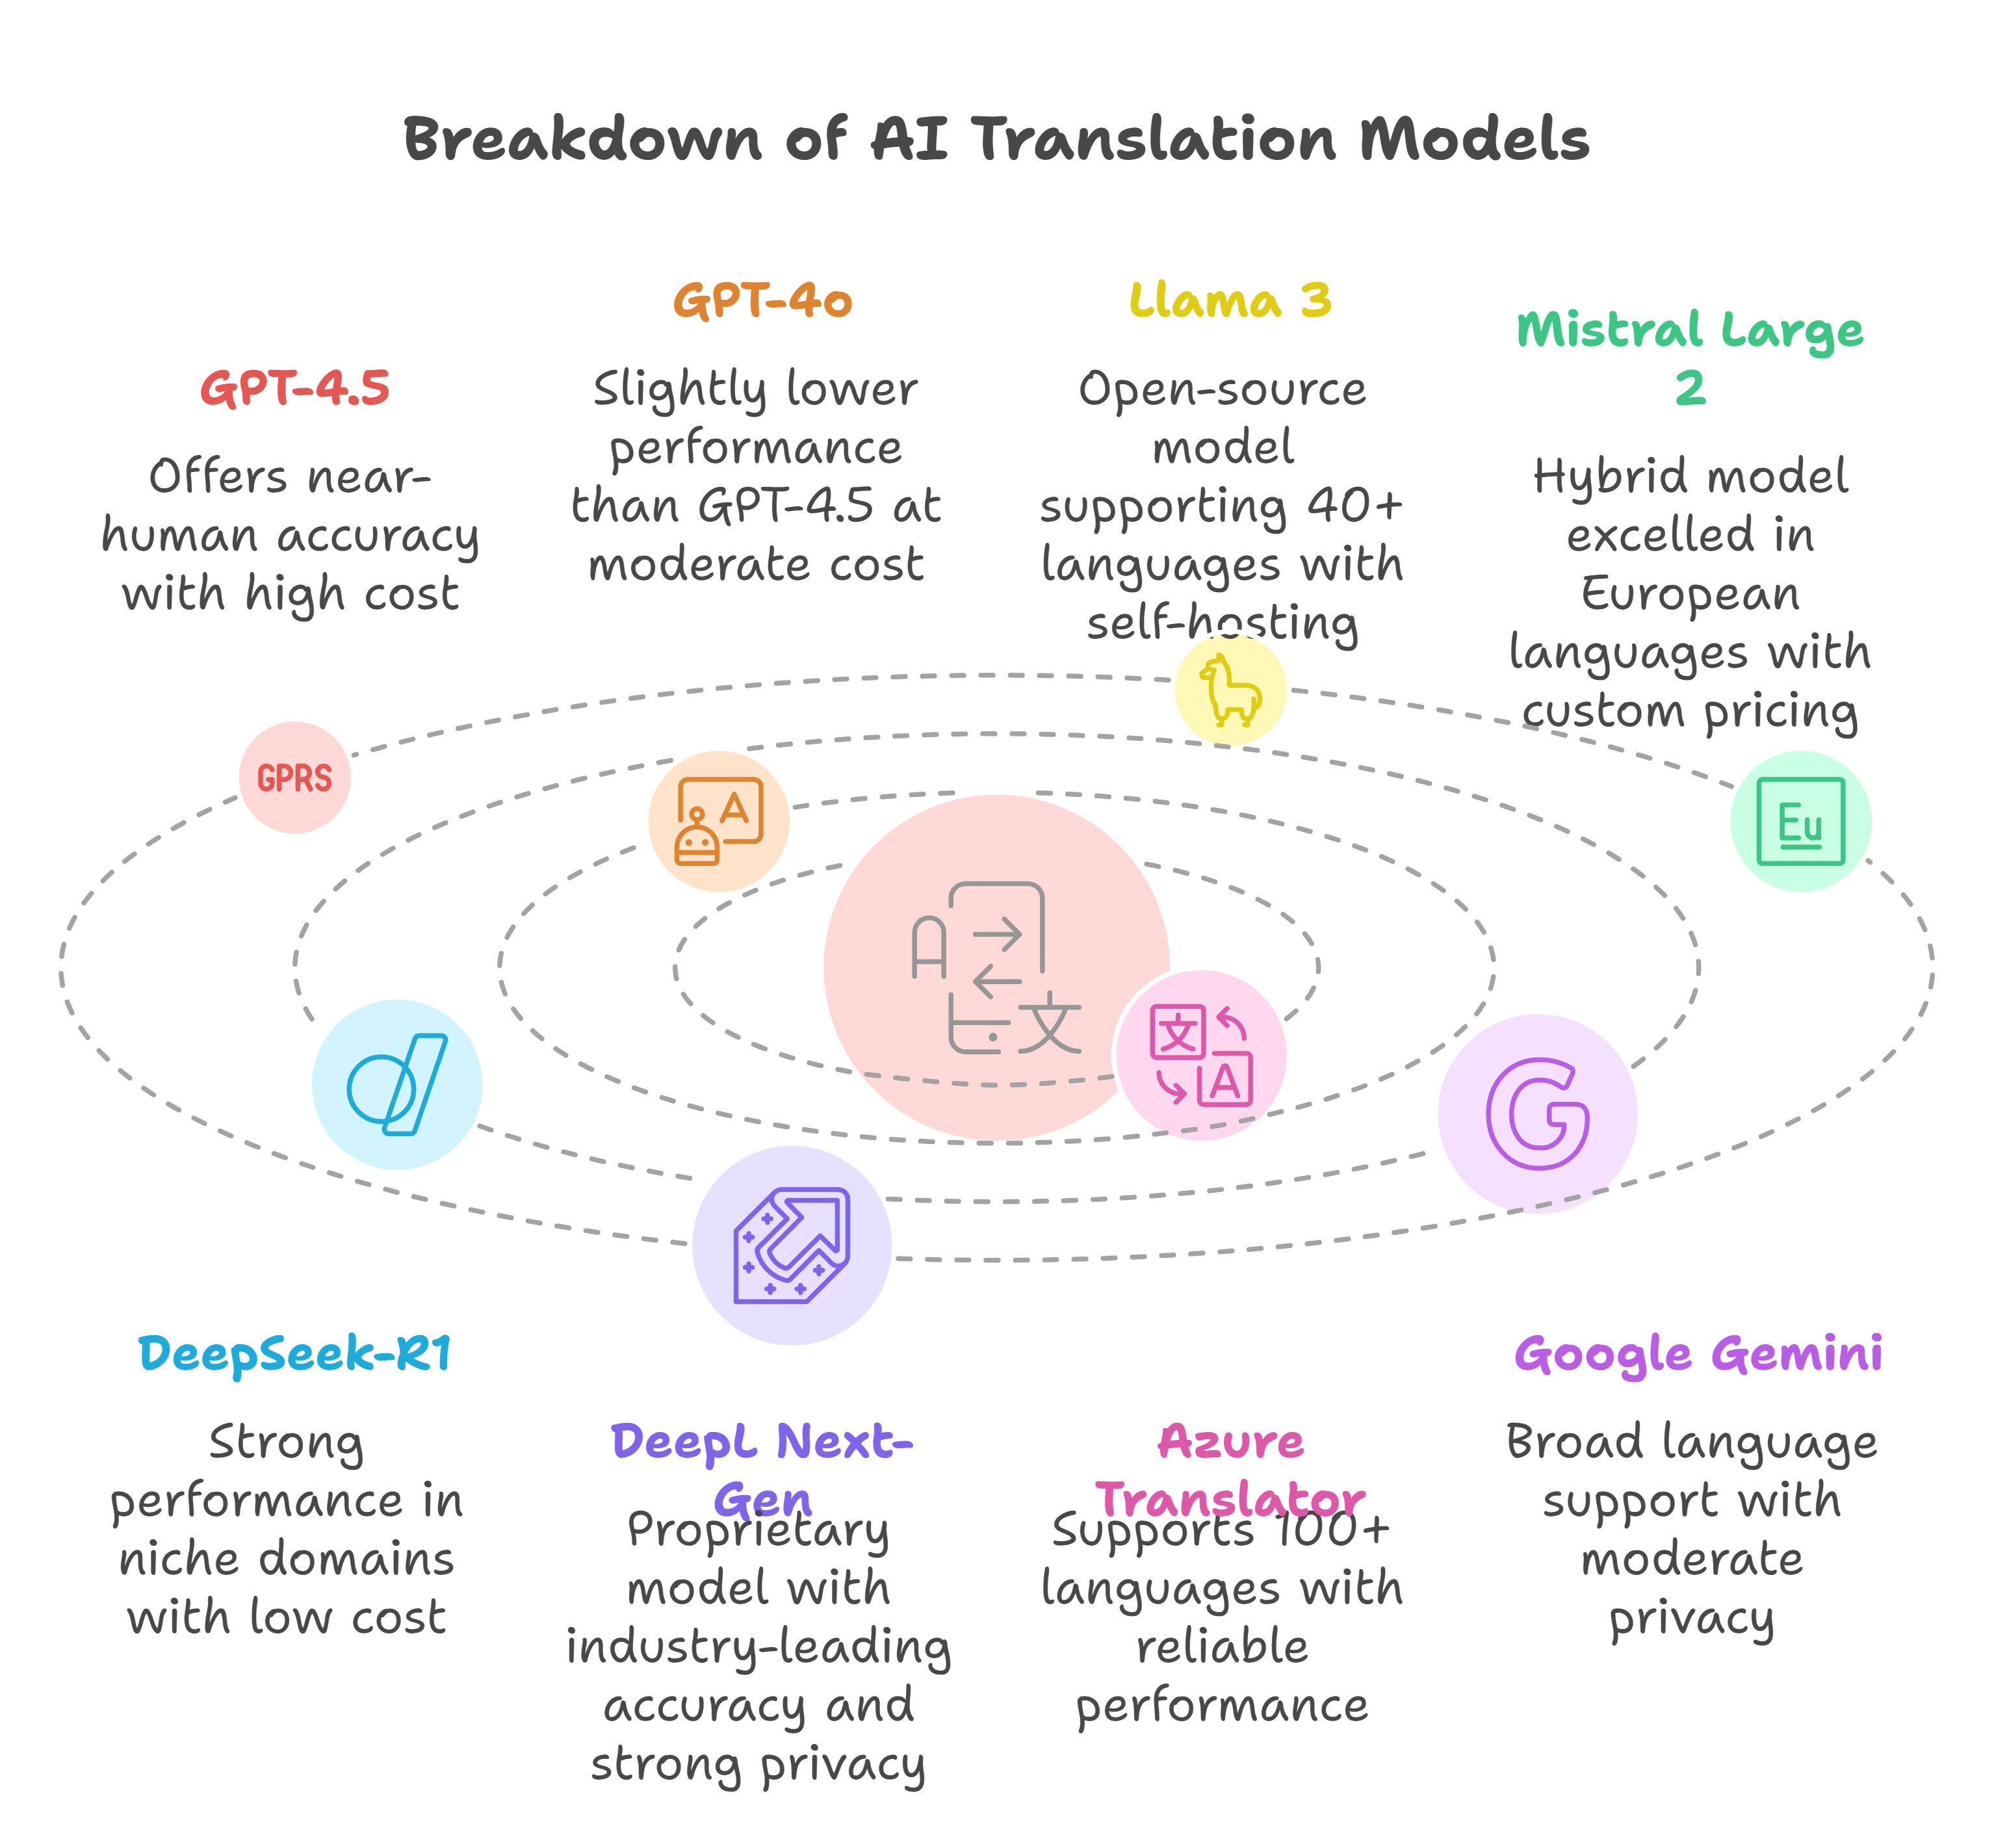 Breakdown of AI Translation Models
GPT-4.5
Offers near-
human accuracy
with high cost
GPT-4o
Slightly lower
performance
than GPT-4.5 at
moderate cost
Llama 3
Open-source
model
supporting 40+
languages with
self-hosting
Mistral Large
2
Hybrid model
excelled in
European
languages with
custom pricing
GPRS
A
Eu
A
文
文
A
G
DeepSeek-R1
Strong
performance in
niche domains
with low cost
DeepL Next-
Gen
Proprietary
model with
industry-leading
accuracy and
strong privacy
Azure
Translator
Supports 100+
languages with
reliable
performance
Google Gemini
Broad language
support with
moderate
privacy